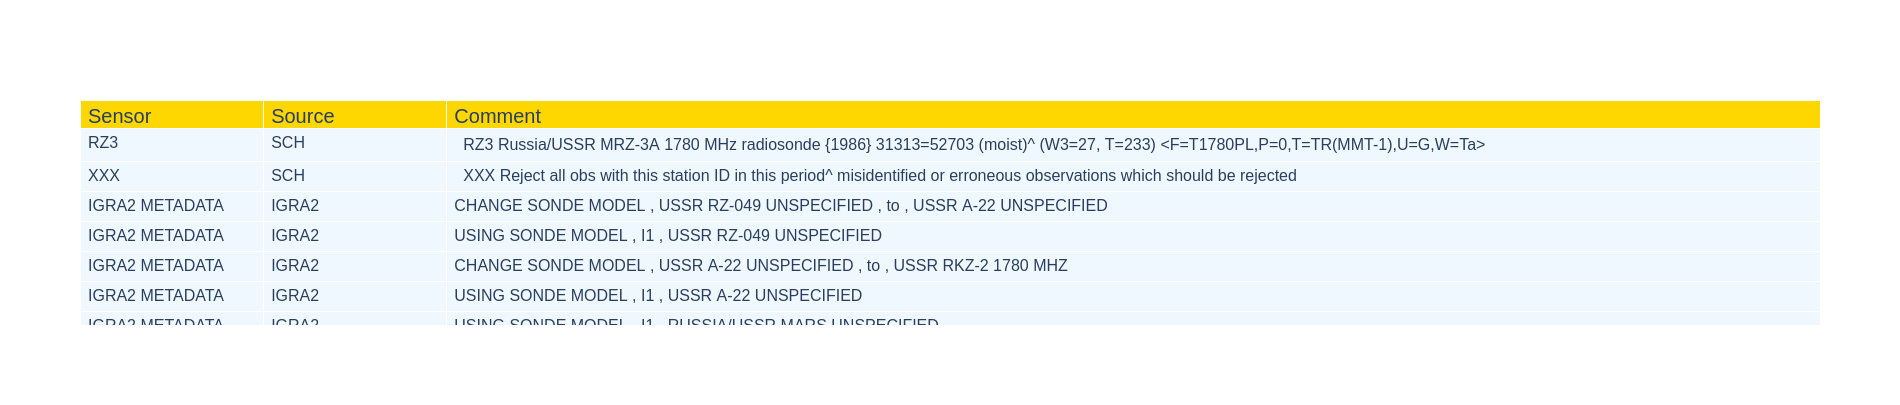 Sensor Source Comment
RZ3 SCH RZ3 Russia/USSR MRZ-3A 1780 MHz radiosonde {1986} 31313=52703 (moist)^ (W3=27, T=233) <F=T1780PL,P=0,T=TR(MMT-1),U=G,W=Ta>
XXX SCH XXX Reject all obs with this station ID in this period^ misidentified or erroneous observations which should be rejected
IGRA2 METADATA IGRA2 CHANGE SONDE MODEL , USSR RZ-049 UNSPECIFIED , to , USSR A-22 UNSPECIFIED
IGRA2 METADATA IGRA2 USING SONDE MODEL , I1 , USSR RZ-049 UNSPECIFIED
IGRA2 METADATA IGRA2 CHANGE SONDE MODEL , USSR A-22 UNSPECIFIED , to , USSR RKZ-2 1780 MHZ
IGRA2 METADATA IGRA2 USING SONDE MODEL , I1 , USSR A-22 UNSPECIFIED
IGRA2 METADATA IGRA2 USING SONDE MODEL , I1 , RUSSIA/USSR MARS UNSPECIFIED